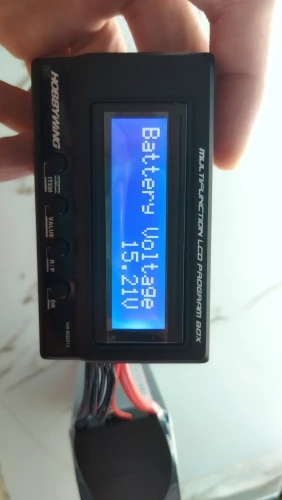 MULTIFUNCTION LCD PROGRAM BOX
Battery Voltage
15.21V
HOBBYWING
ITEM
VALUE
R/P
OK